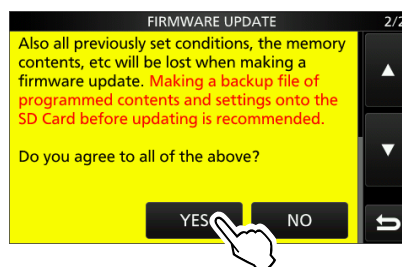 FIRMWARE UPDATE 2/2
Also all previously set conditions, the memory
contents, etc will be lost when making a
firmware update. Making a backup file of
programmed contents and settings onto the
SD Card before updating is recommended.
Do you agree to all of the above?
YES NO